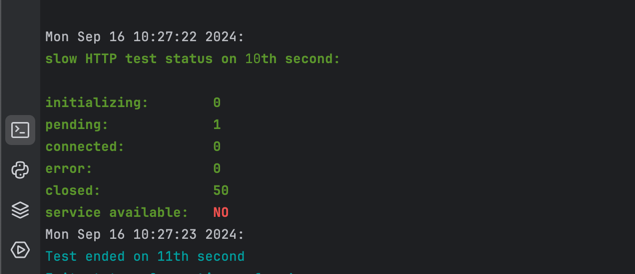 Mon Sep 16 10:27:22 2024:
slow HTTP test status on 10th second:
initializing: 0
pending: 1
connected: 0
error: 0
closed: 50
service available: NO
Mon Sep 16 10:27:23 2024:
Test ended on 11th second